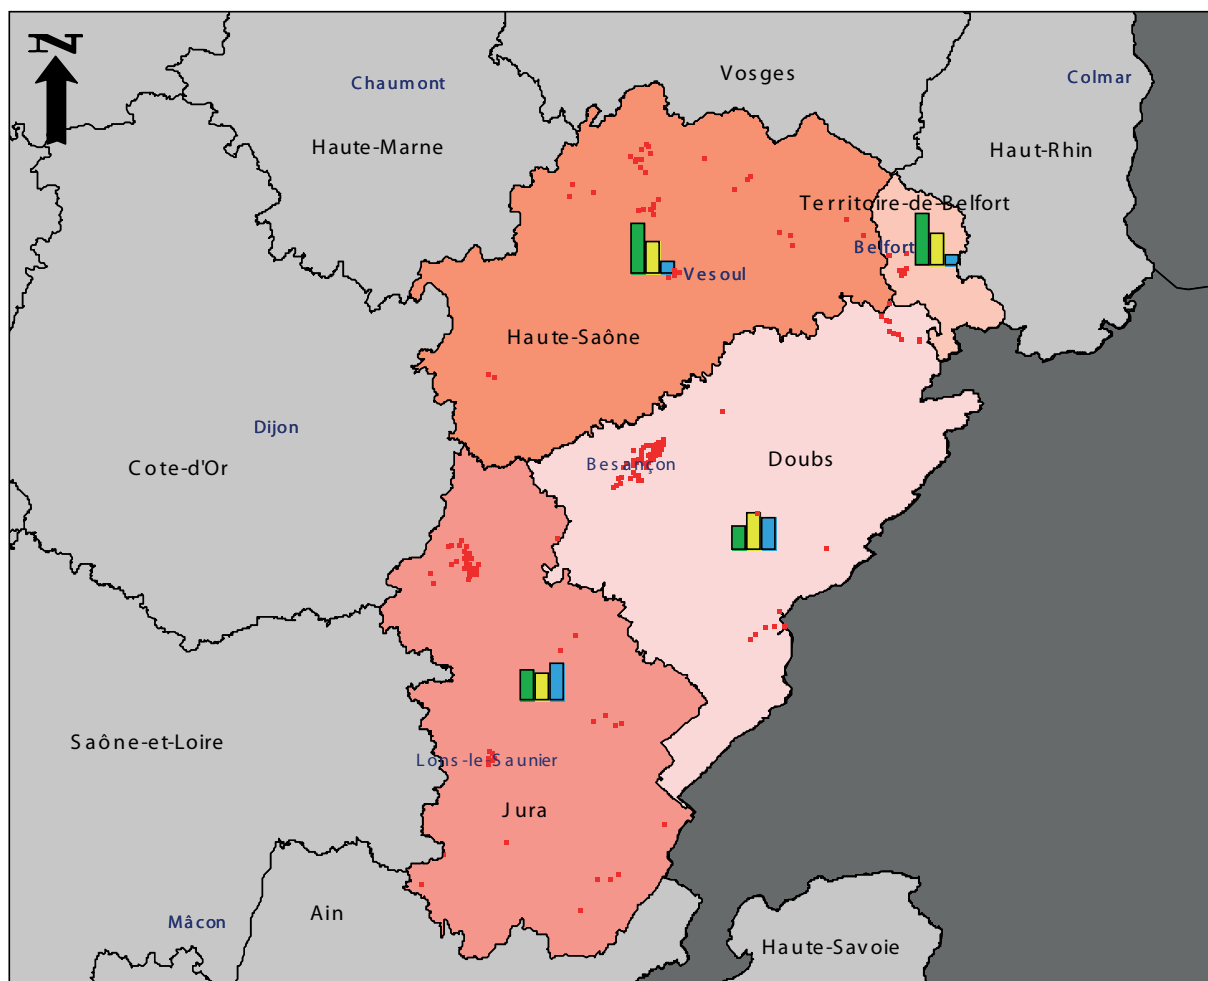 N
Vosges
Colmar
Chaumont
Haute-Marne
Haut-Rhin
Territoire-de-Belfort
Belfort
Vesoul
Haute-Saône
Dijon
Cote-d'Or
Besançon
Doubs
Saône-et-Loire
Lons-le-Saunier
Jura
Ain
Mâcon
Haute-Savoie